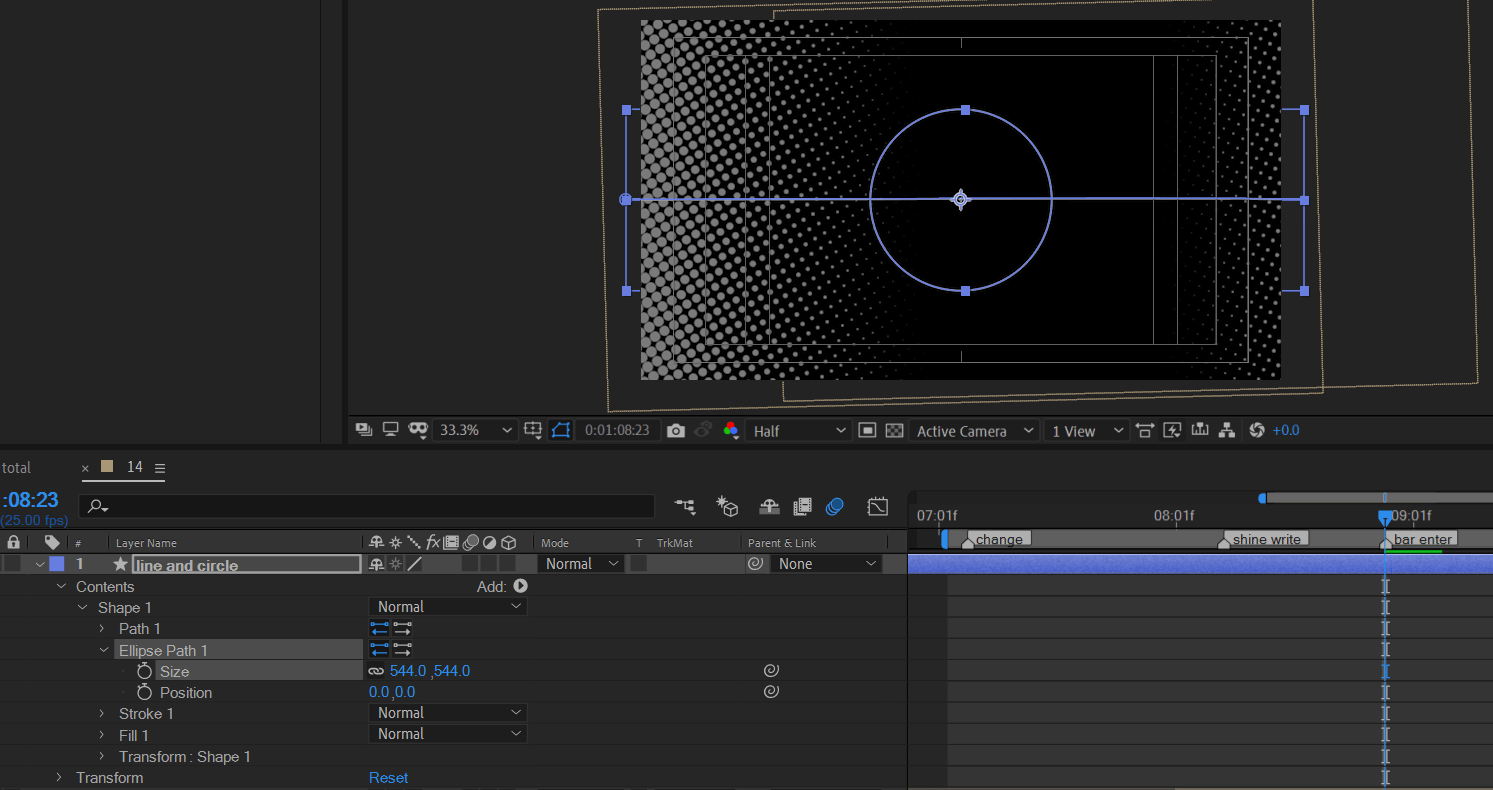 33.3%
0:01:08:23
Half
Active Camera
1 View
+0.0
total
× 14
:08:23
(25.00 fps)
07:01f
08:01f
09:01f
# Layer Name
fx
Mode
T TrkMat
Parent & Link
change
shine write
bar enter
1 line and circle
Normal
None
Contents
Add:
Shape 1
Normal
Path 1
Ellipse Path 1
Size
544.0 ,544.0
Position
0.0 ,0.0
Stroke 1
Normal
Fill 1
Normal
Transform : Shape 1
Transform
Reset